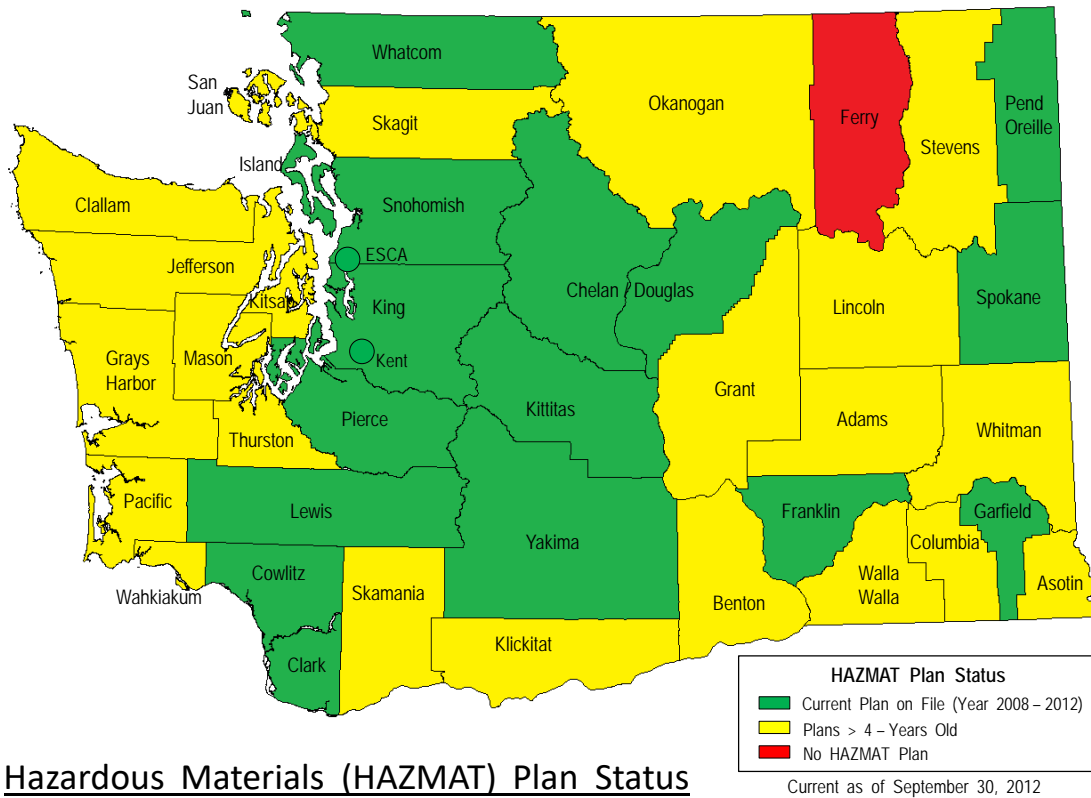 Whatcom
San
Juan
Skagit
Okanogan
Ferry
Pend
Oreille
Stevens
Island
Snohomish
Clallam
ESCA
Jefferson
Chelan
Douglas
Kitsap
King
Lincoln
Spokane
Grays
Harbor
Mason
Kent
Grant
Kittitas
Pierce
Adams
Whitman
Thurston
Pacific
Lewis
Franklin
Garfield
Yakima
Columbia
Cowlitz
Wahkiakum
Skamania
Walla
Walla
Asotin
Benton
Klickitat
Clark
HAZMAT Plan Status
Current Plan on File (Year 2008 – 2012)
Plans > 4 – Years Old
No HAZMAT Plan
Hazardous Materials (HAZMAT) Plan Status
Current as of September 30, 2012